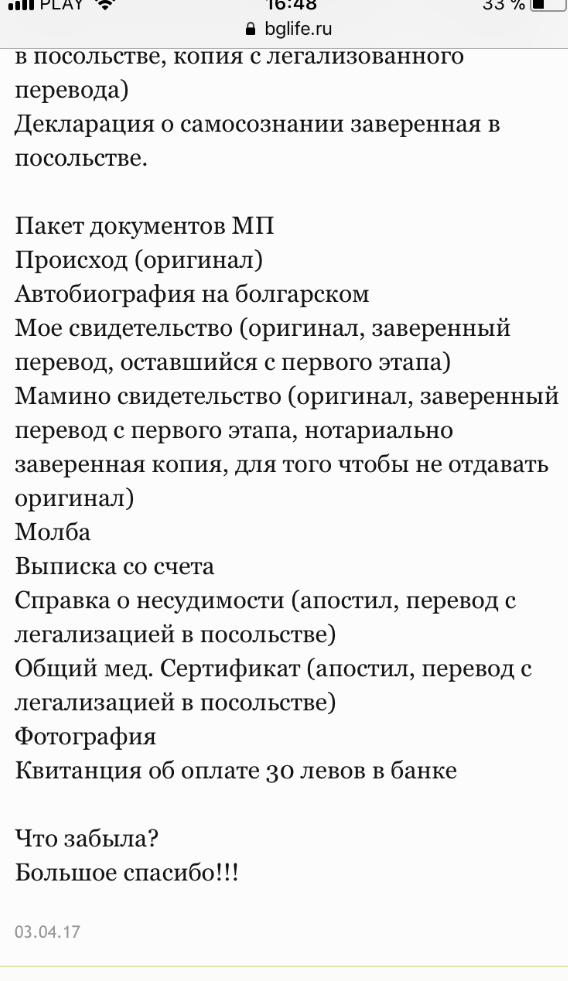 PLAY
16:48
33 %
bglife.ru
в посольстве, копия с легализованного
перевода)
Декларация о самосознании заверенная в
посольстве.
Пакет документов МП
Происход (оригинал)
Автобиография на болгарском
Мое свидетельство (оригинал, заверенный
перевод, оставшийся с первого этапа)
Мамино свидетельство (оригинал, заверенный
перевод с первого этапа, нотариально
заверенная копия, для того чтобы не отдавать
оригинал)
Молба
Выписка со счета
Справка о несудимости (апостил, перевод с
легализацией в посольстве)
Общий мед. Сертификат (апостил, перевод с
легализацией в посольстве)
Фотография
Квитанция об оплате 30 левов в банке
Что забыла?
Большое спасибо!!!
03.04.17